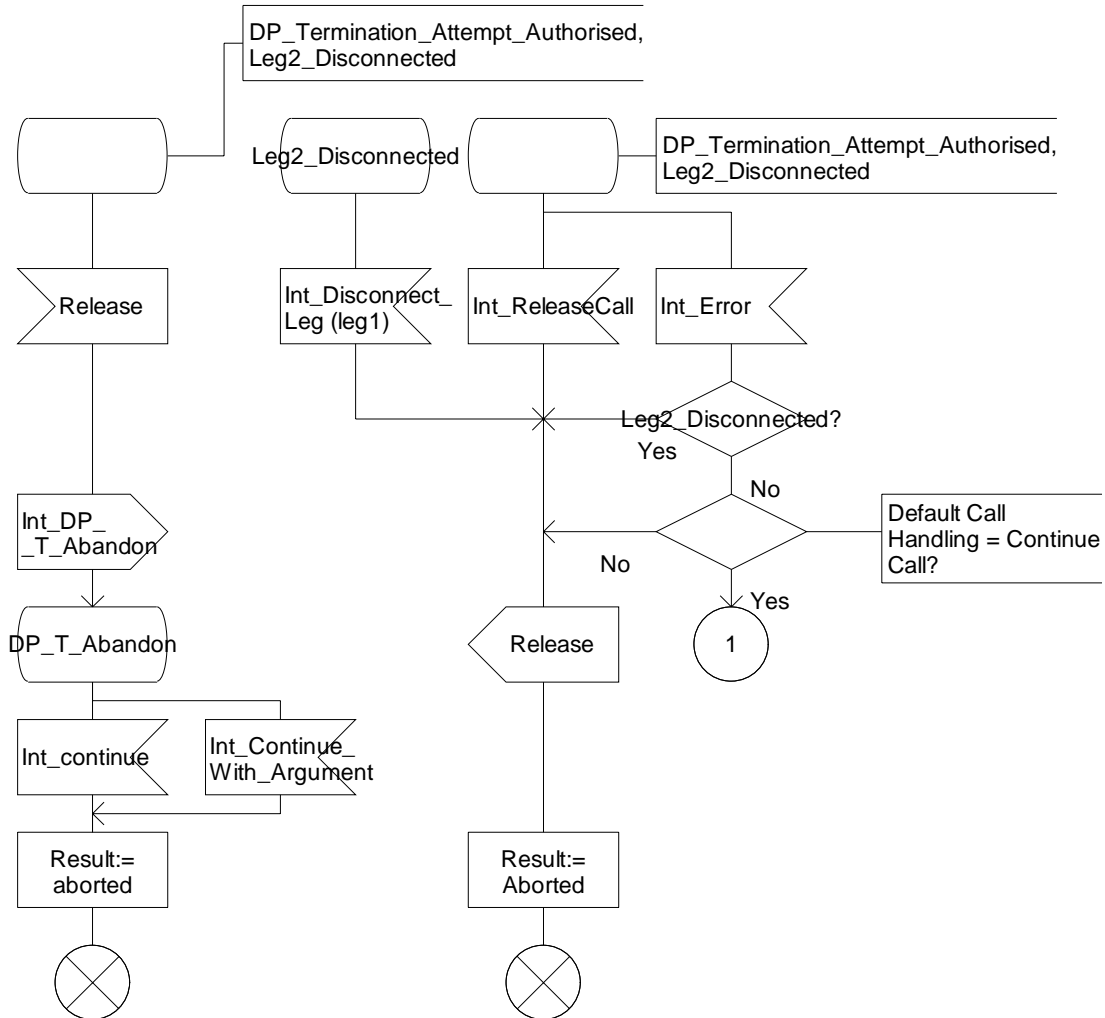 DP_Termination_Attempt_Authorised,
Leg2_Disconnected
Leg2_Disconnected
DP_Termination_Attempt_Authorised,
Leg2_Disconnected
Release
Int_Disconnect_
Leg (leg1)
Int_ReleaseCall
Int_Error
Leg2_Disconnected?
Yes
No
Int_DP_
_T_Abandon
Default Call
Handling = Continue
Call?
No
Yes
DP_T_Abandon
Release
1
Int_continue
Int_Continue_
With_Argument
Result:=
aborted
Result:=
Aborted